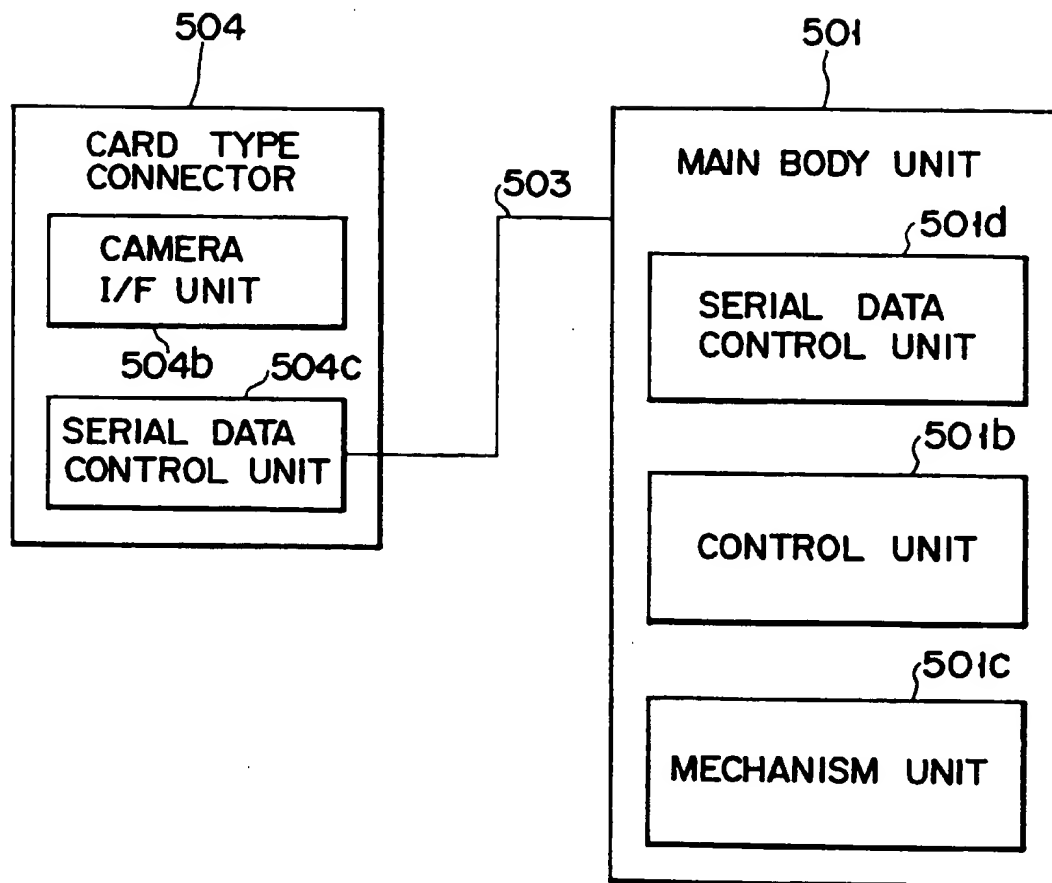 504
CARD TYPE
CONNECTOR
CAMERA
I/F UNIT
504b
504c
SERIAL DATA
CONTROL UNIT
503
501
MAIN BODY UNIT
501d
SERIAL DATA
CONTROL UNIT
501b
CONTROL UNIT
501c
MECHANISM UNIT